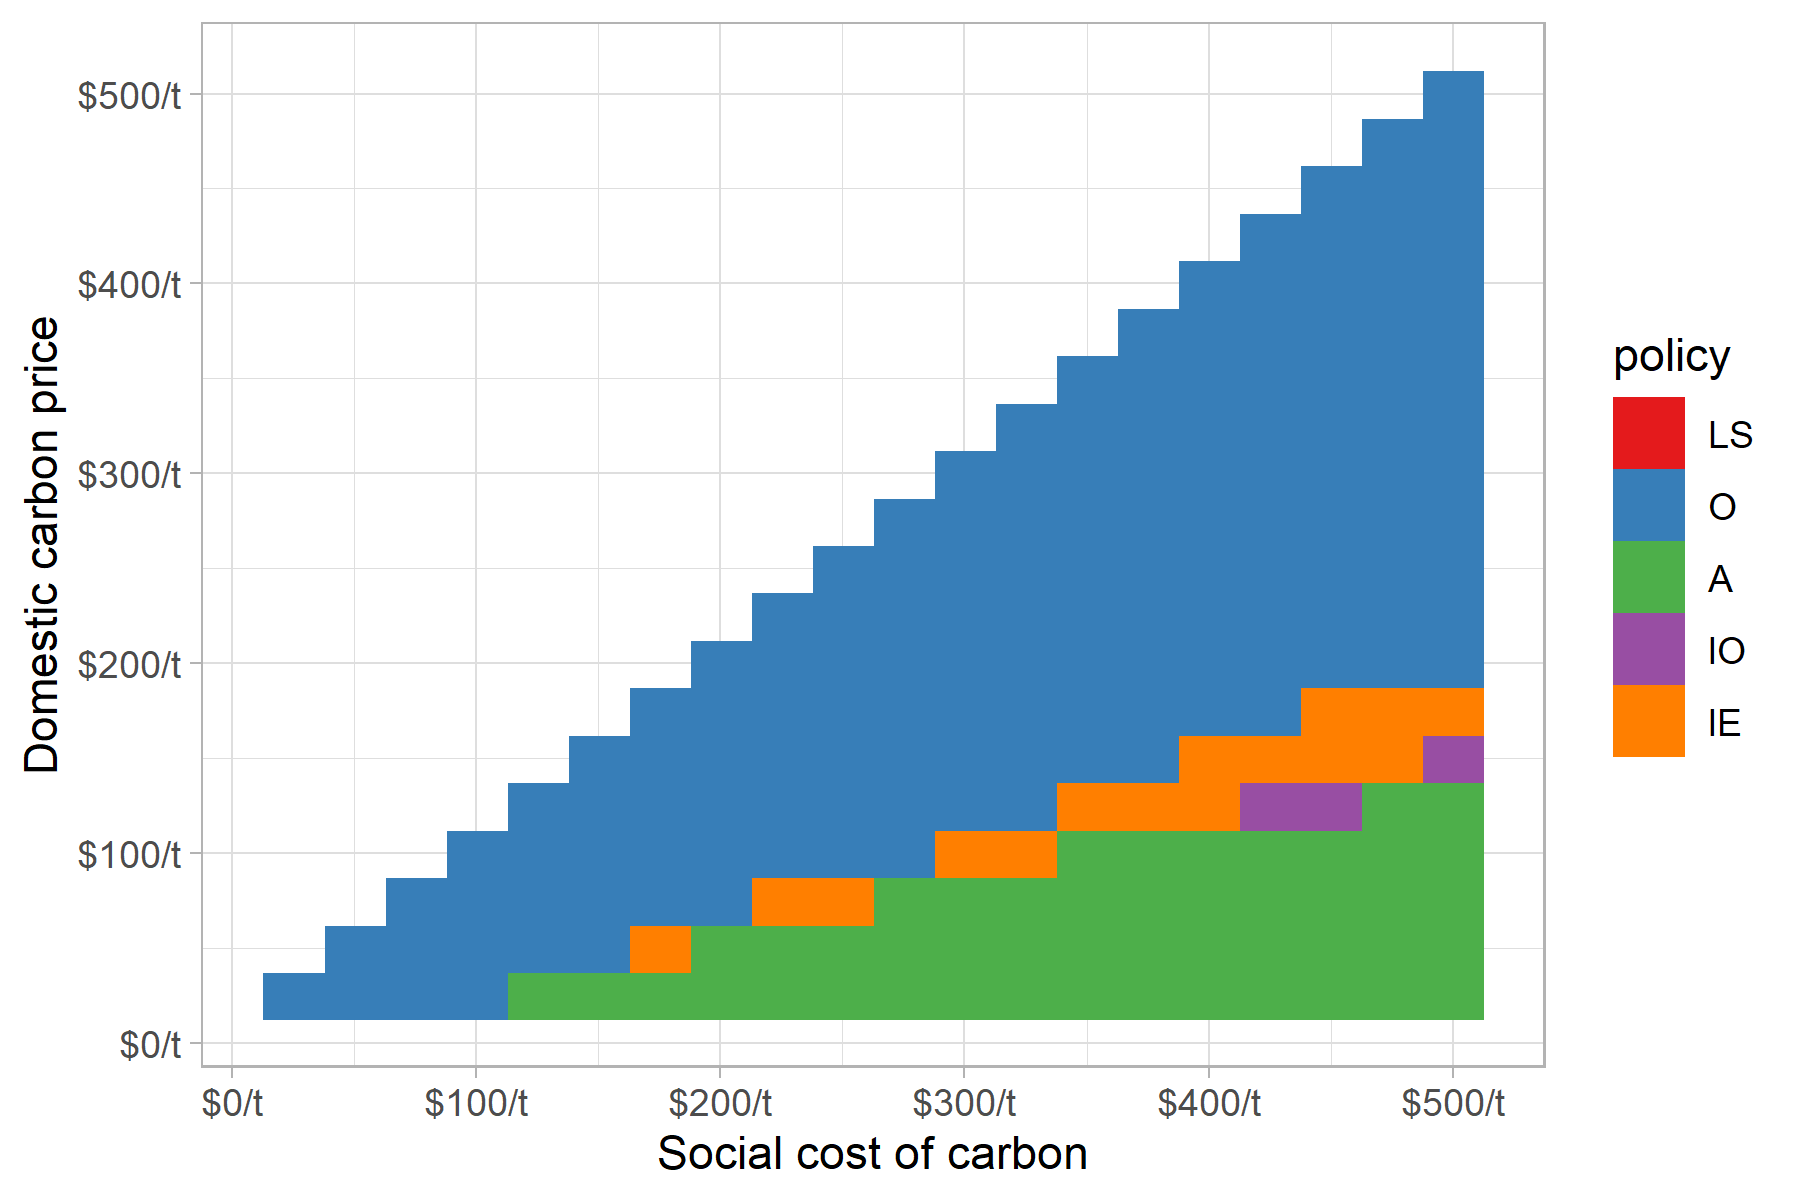 $500/t
$400/t
$300/t
$200/t
$100/t
$0/t
Domestic carbon price
$0/t $100/t $200/t $300/t $400/t $500/t
Social cost of carbon
policy
LS
O
A
IO
IE